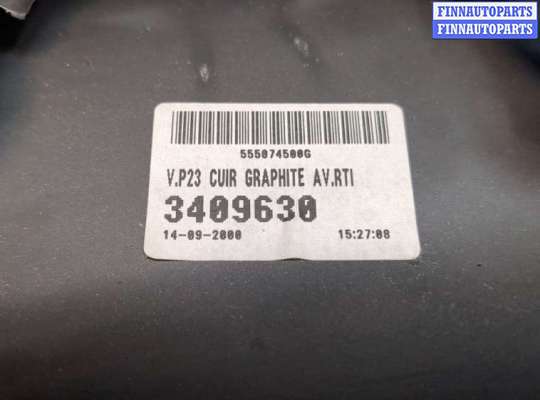 FINNAUTOPARTS
FINNAUTOPARTS
555074500G
V.P23 CUIR GRAPHITE AV.RTI
3409630
14-09-2000 15:27:08